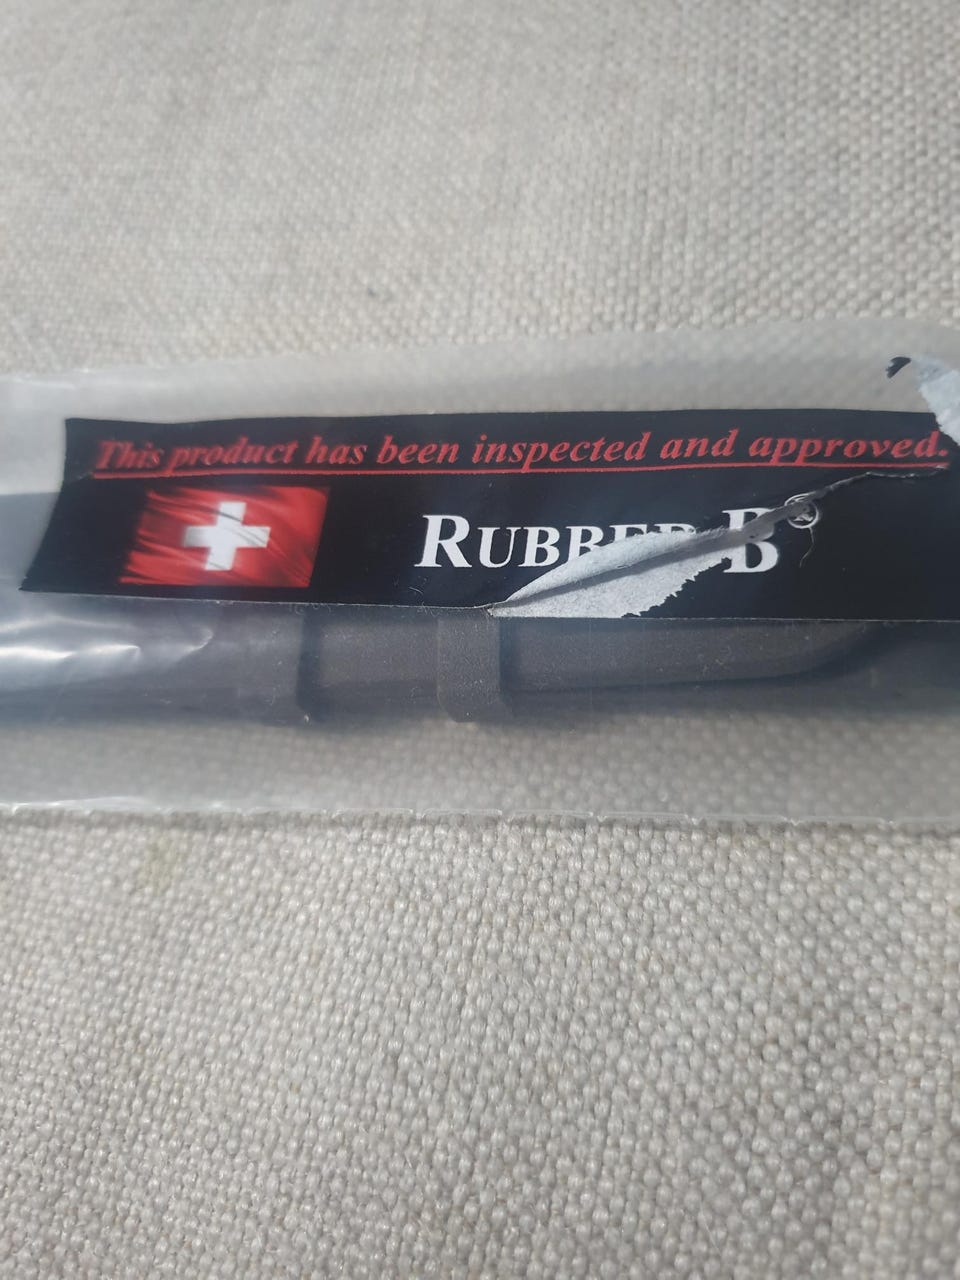 This product has been inspected and approved.
RUBBER B®